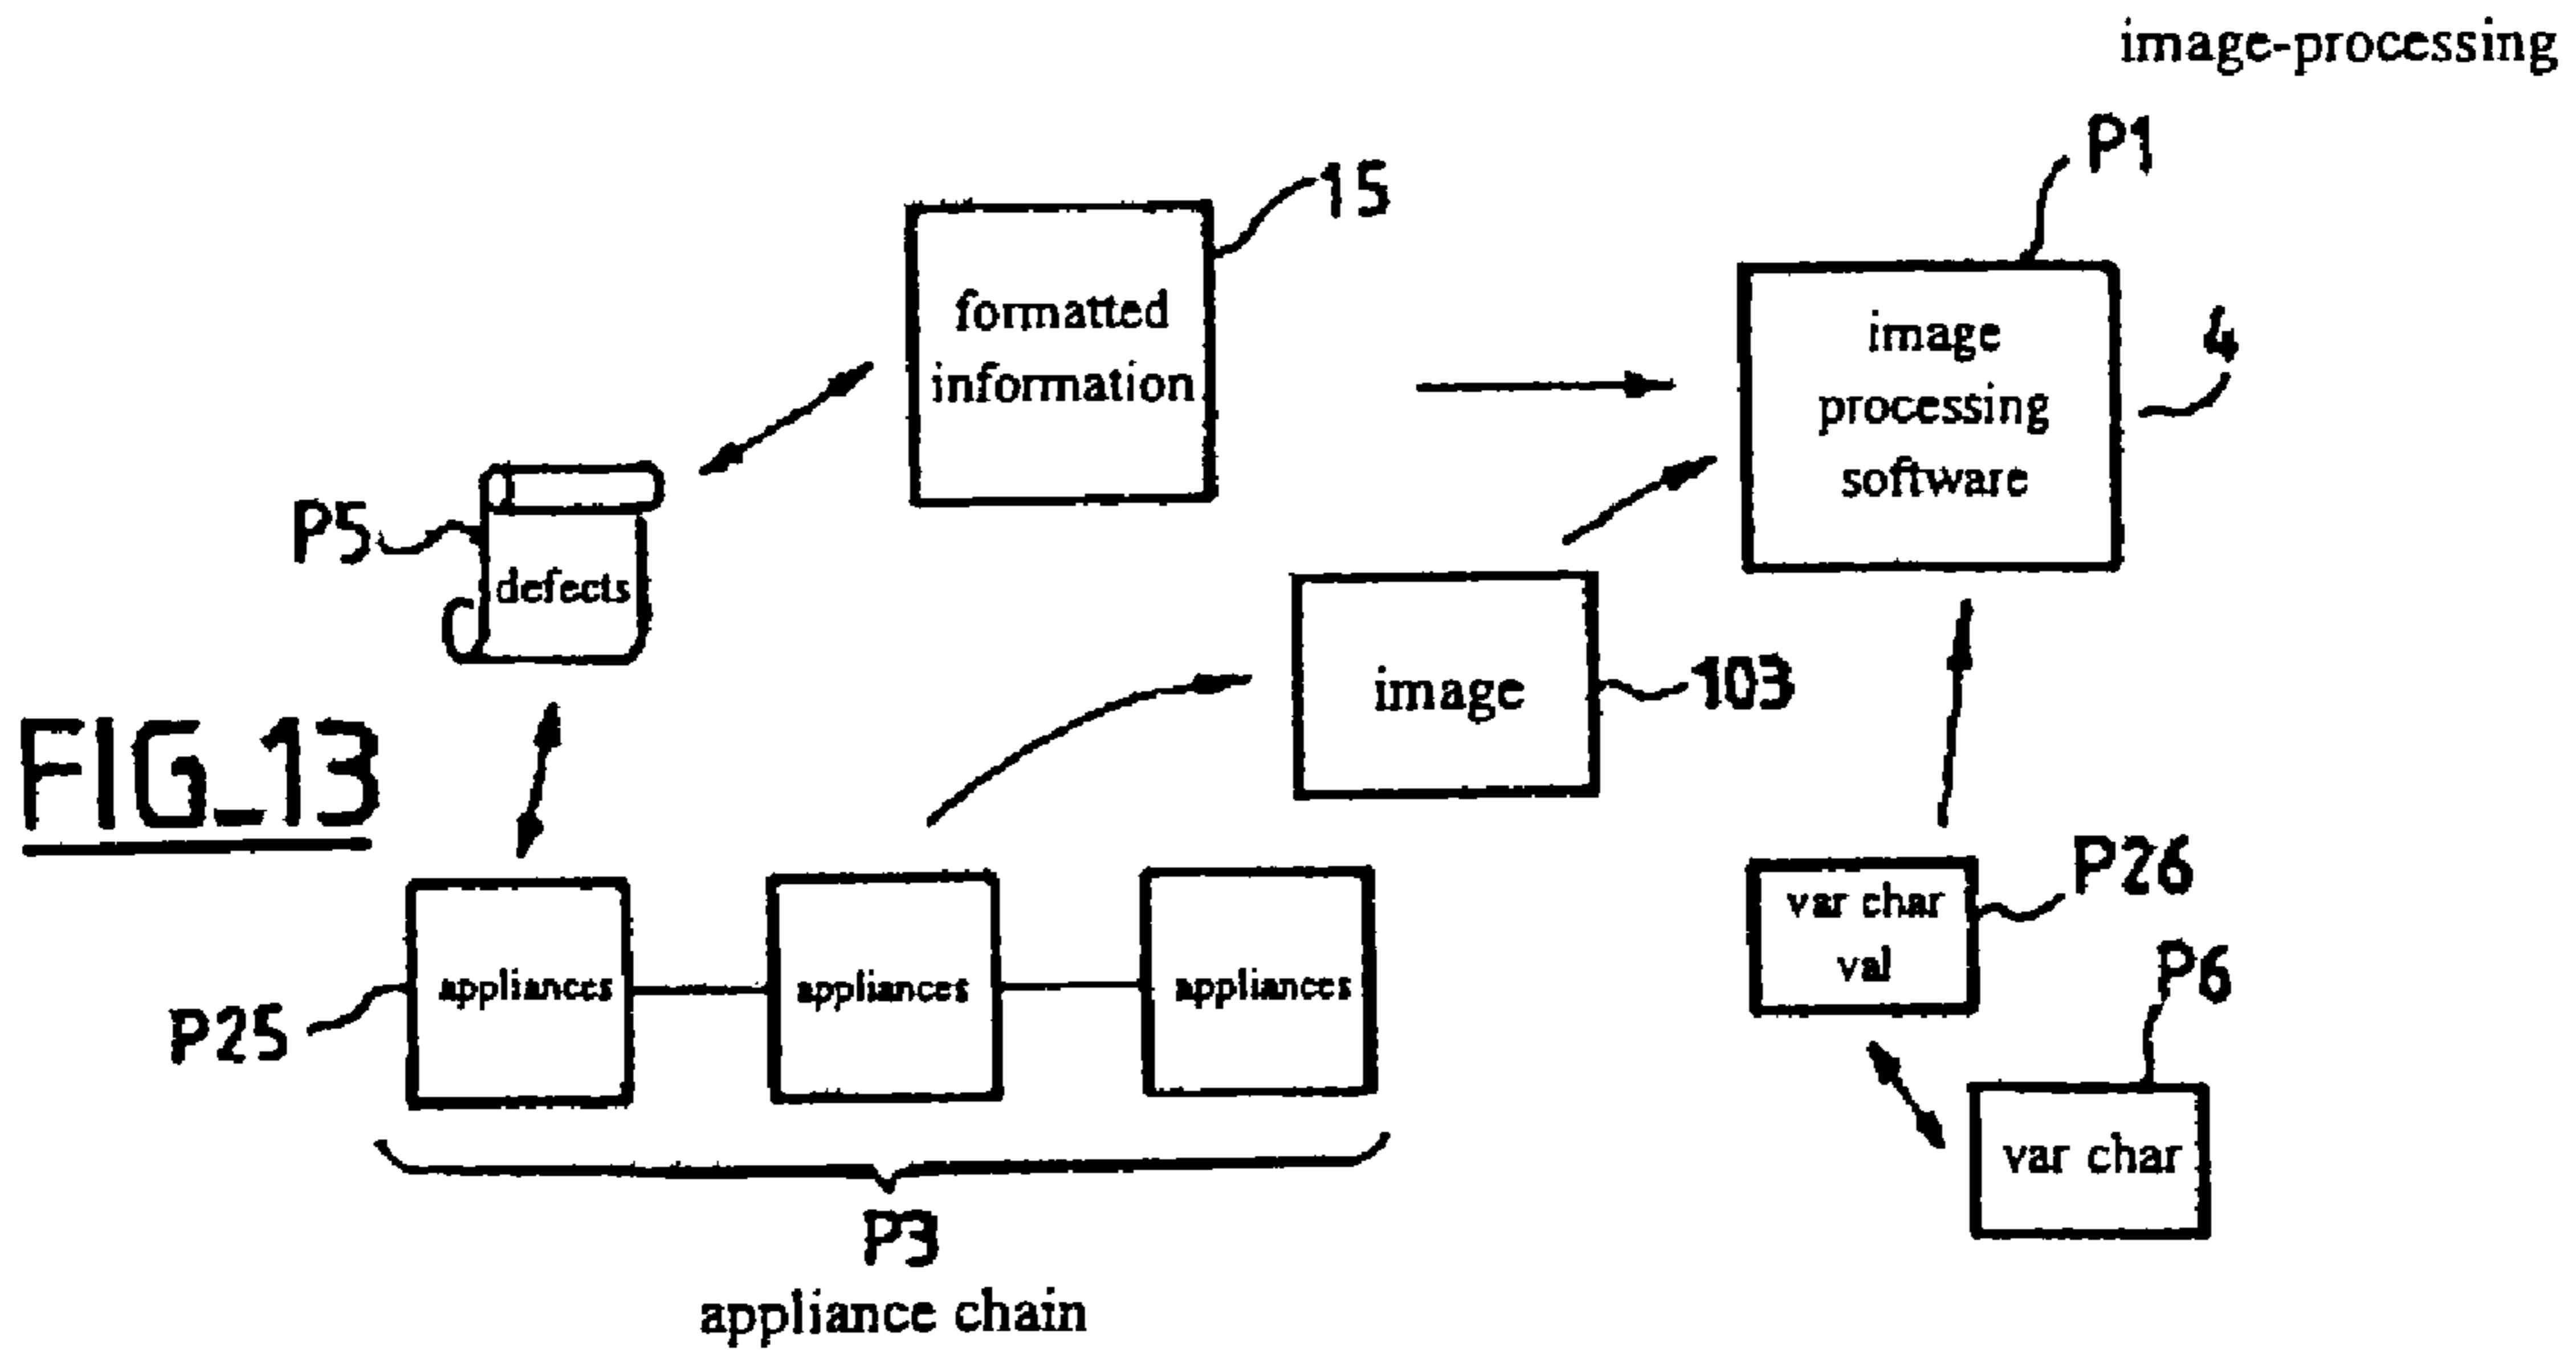 image-processing
P1
15
formatted
information
image
processing
software
4
P5
defects
image
103
FIG_13
P26
var char
val
P6
appliances
appliances
appliances
P25
var char
P3
appliance chain